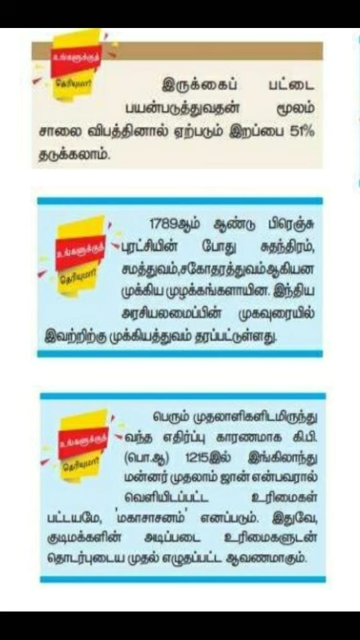 உங்களுக்குத்
தெரியுமா?
இருக்கைப் பட்டை
பயன்படுத்துவதன் மூலம்
சாலை விபத்தினால் ஏற்படும் இறப்பை 51%
தடுக்கலாம்.
உங்களுக்குத்
தெரியுமா?
1789ஆம் ஆண்டு பிரெஞ்சு
புரட்சியின் போது சுதந்திரம்,
சமத்துவம்,சகோதரத்துவம்ஆகியன
முக்கிய முழக்கங்களாயின. இந்திய
அரசியலமைப்பின் முகவுரையில்
இவற்றிற்கு முக்கியத்துவம் தரப்பட்டுள்ளது.
உங்களுக்குத்
தெரியுமா?
பெரும் முதலாளிகளிடமிருந்து
வந்த எதிர்ப்பு காரணமாக கி.பி.
(பொ.ஆ) 1215இல் இங்கிலாந்து
மன்னர் முதலாம் ஜான் என்பவரால்
வெளியிடப்பட்ட உரிமைகள்
பட்டயமே, 'மகாசாசனம்' எனப்படும். இதுவே,
குடிமக்களின் அடிப்படை உரிமைகளுடன்
தொடர்புடைய முதல் எழுதப்பட்ட ஆவணமாகும்.